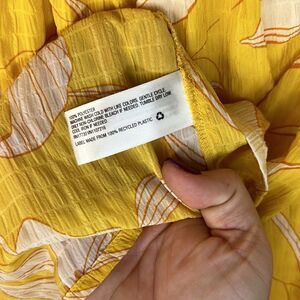 100% POLYESTER
MACHINE WASH COLD WITH LIKE COLORS. GENTLE CYCLE.
ONLY NON-CHLORINE BLEACH IF NEEDED. TUMBLE DRY LOW.
COOL IRON IF NEEDED.
LABEL MADE FROM 100% RECYCLED PLASTIC